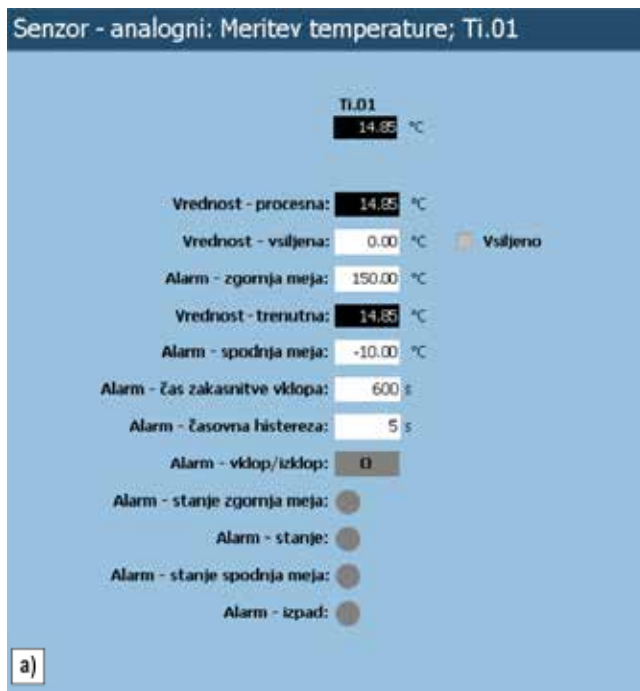 Senzor - analogni: Meritev temperature; Ti.01
Ti.01
14.85 °C
Vrednost - procesna: 14.85 °C
Vrednost - vsiljena: 0.00 °C Vsiljeno
Alarm - zgornja meja: 150.00 °C
Vrednost - trenutna: 14.85 °C
Alarm - spodnja meja: -10.00 °C
Alarm - čas zakasnitve vklopa: 600 s
Alarm - časovna histereza: 5 s
Alarm - vklop/izklop: 0
Alarm - stanje zgornja meja:
Alarm - stanje:
Alarm - stanje spodnja meja:
Alarm - izpad:
a)